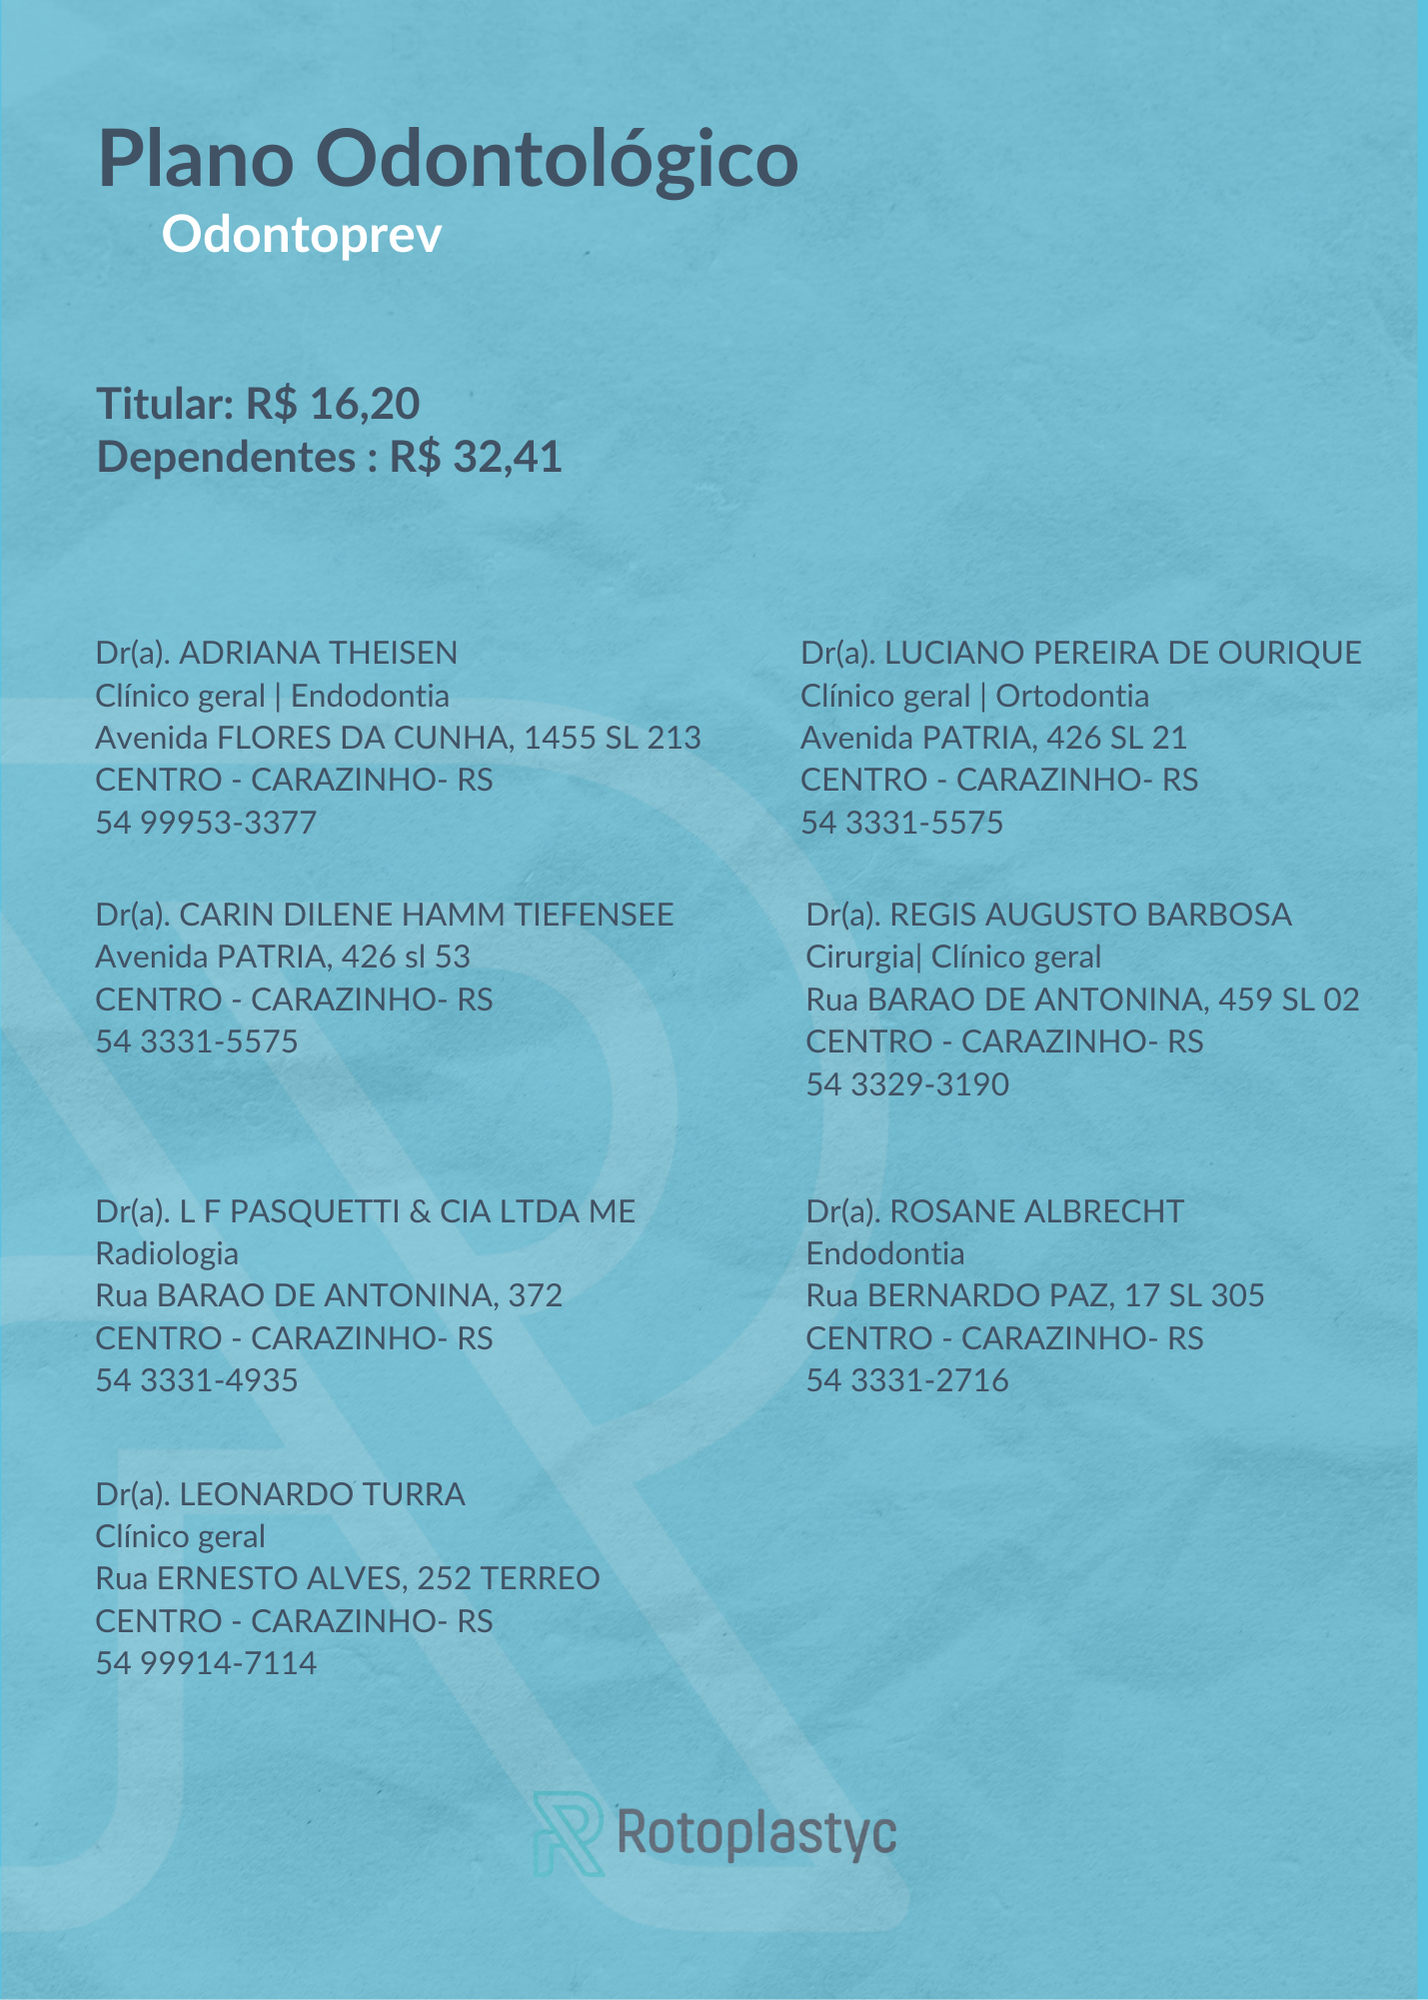 Plano Odontológico
Odontoprev
Titular: R$ 16,20
Dependentes : R$ 32,41
Dr(a). ADRIANA THEISEN
Clínico geral | Endodontia
Avenida FLORES DA CUNHA, 1455 SL 213
CENTRO - CARAZINHO- RS
54 99953-3377
Dr(a). LUCIANO PEREIRA DE OURIQUE
Clínico geral | Ortodontia
Avenida PATRIA, 426 SL 21
CENTRO - CARAZINHO- RS
54 3331-5575
Dr(a). CARIN DILENE HAMM TIEFENSEE
Avenida PATRIA, 426 sl 53
CENTRO - CARAZINHO- RS
54 3331-5575
Dr(a). REGIS AUGUSTO BARBOSA
Cirurgia| Clínico geral
Rua BARAO DE ANTONINA, 459 SL 02
CENTRO - CARAZINHO- RS
54 3329-3190
Dr(a). L F PASQUETTI & CIA LTDA ME
Radiologia
Rua BARAO DE ANTONINA, 372
CENTRO - CARAZINHO- RS
54 3331-4935
Dr(a). ROSANE ALBRECHT
Endodontia
Rua BERNARDO PAZ, 17 SL 305
CENTRO - CARAZINHO- RS
54 3331-2716
Dr(a). LEONARDO TURRA
Clínico geral
Rua ERNESTO ALVES, 252 TERREO
CENTRO - CARAZINHO- RS
54 99914-7114
Rotoplastyc